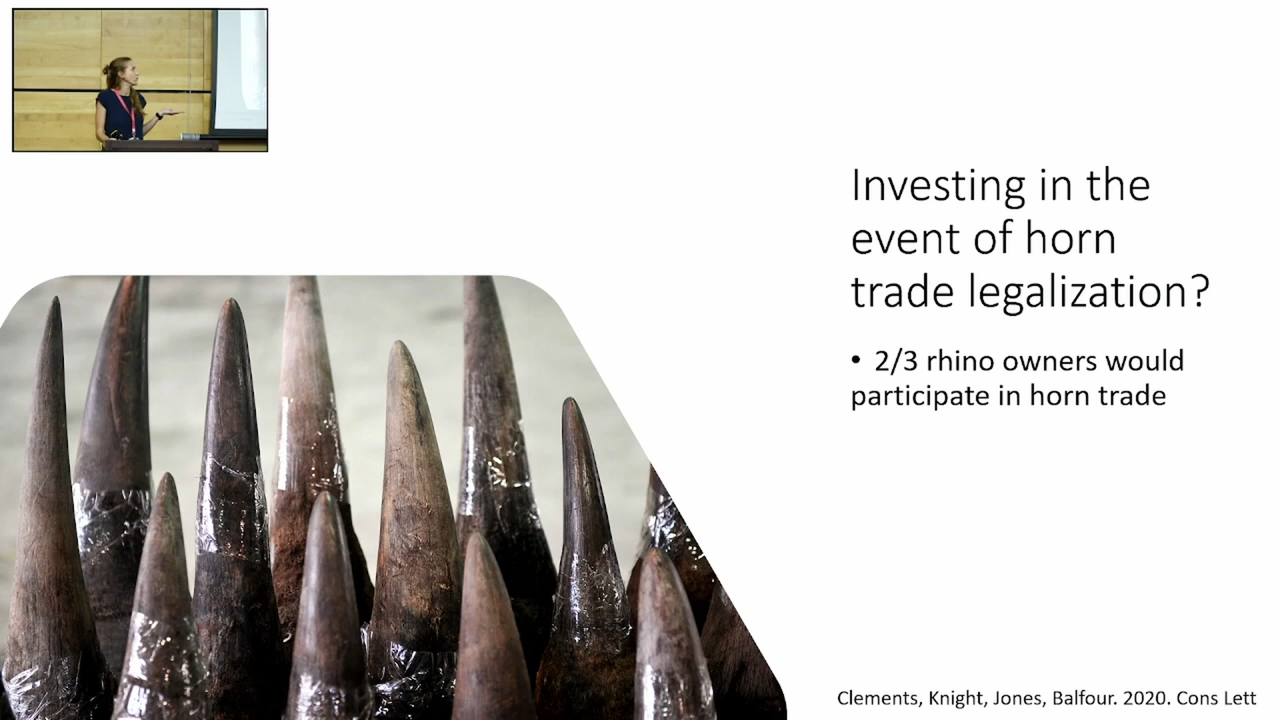 Investing in the
event of horn
trade legalization?
• 2/3 rhino owners would
participate in horn trade
Clements, Knight, Jones, Balfour. 2020. Cons Lett